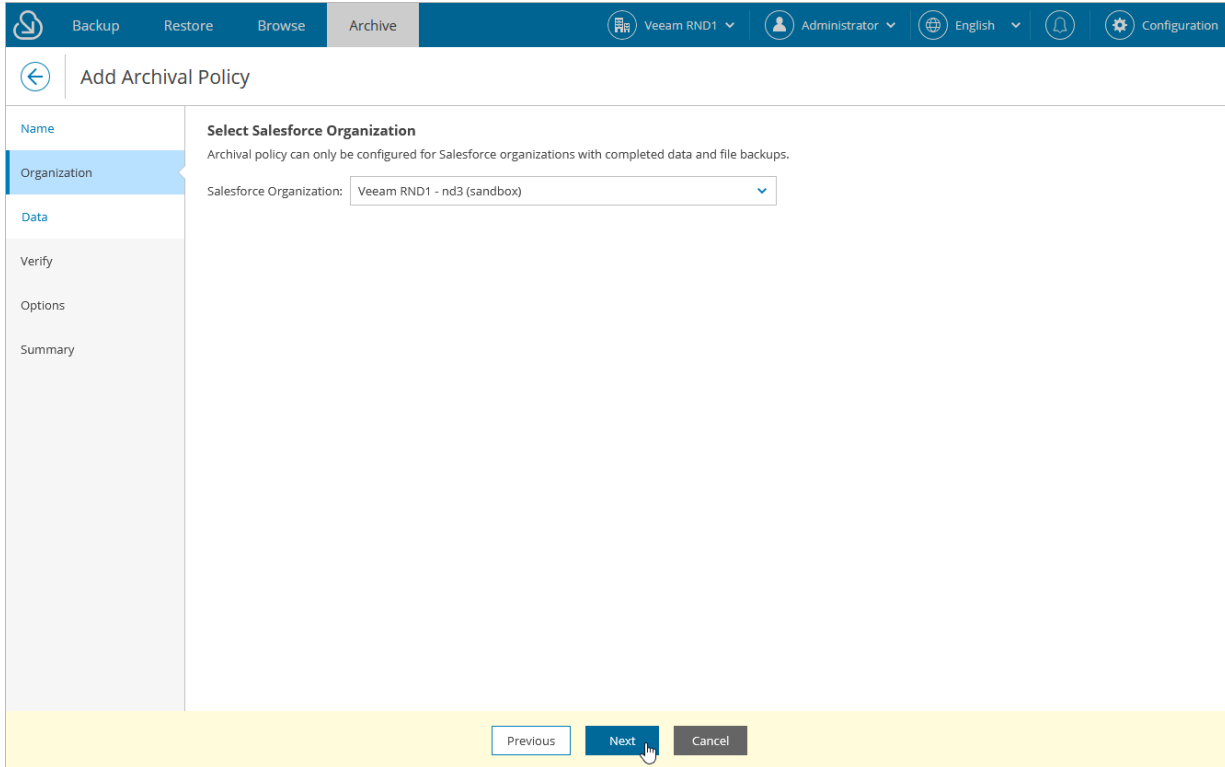 Backup Restore Browse Archive Veeam RND1 Administrator English Configuration
Add Archival Policy
Name
Organization
Data
Verify
Options
Summary
Select Salesforce Organization
Archival policy can only be configured for Salesforce organizations with completed data and file backups.
Salesforce Organization: Veeam RND1 - nd3 (sandbox)
Previous Next Cancel